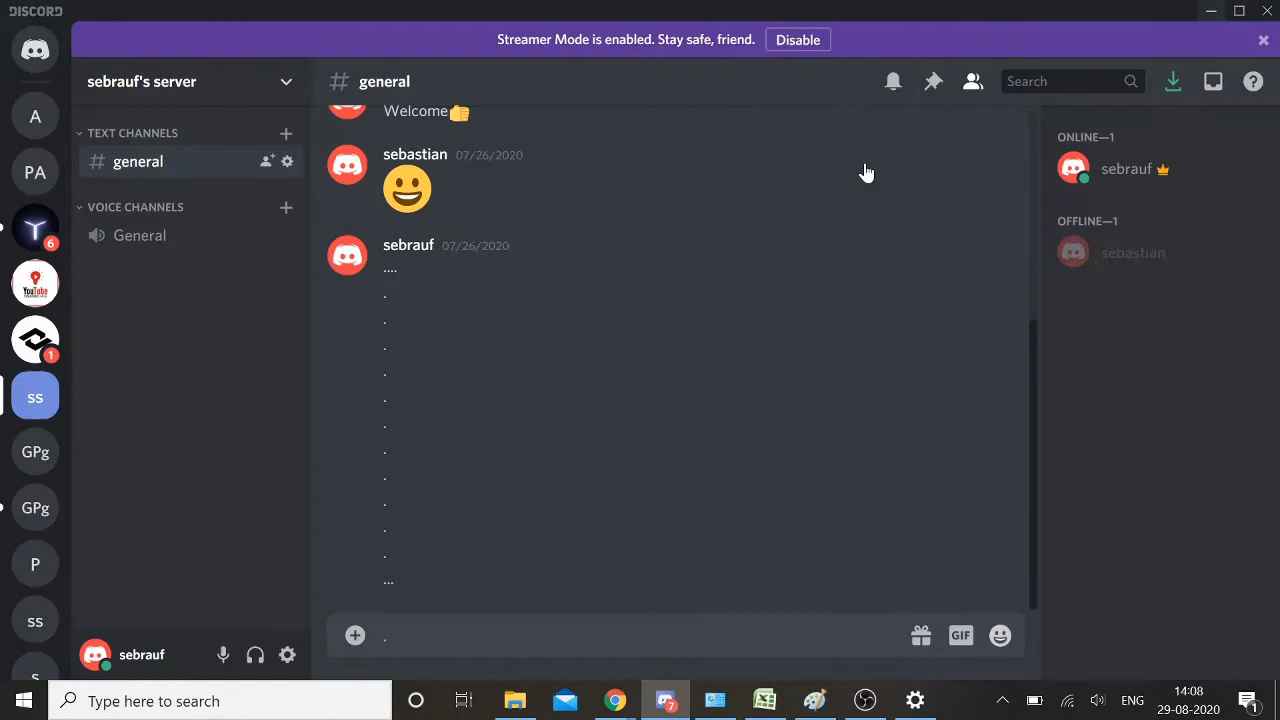 DISCORD
Streamer Mode is enabled. Stay safe, friend. Disable
sebrauf's server
# general
Search
TEXT CHANNELS
# general
VOICE CHANNELS
General
A
PA
6
YouTube
1
ss
GPg
GPg
P
ss
s
Welcome👍
sebastian 07/26/2020
😀
sebrauf 07/26/2020
....
.
.
.
.
.
.
.
.
.
.
.
...
.
GIF
ONLINE—1
sebrauf
OFFLINE—1
sebastian
sebrauf
Type here to search
7
ENG
14:08
29-08-2020
1